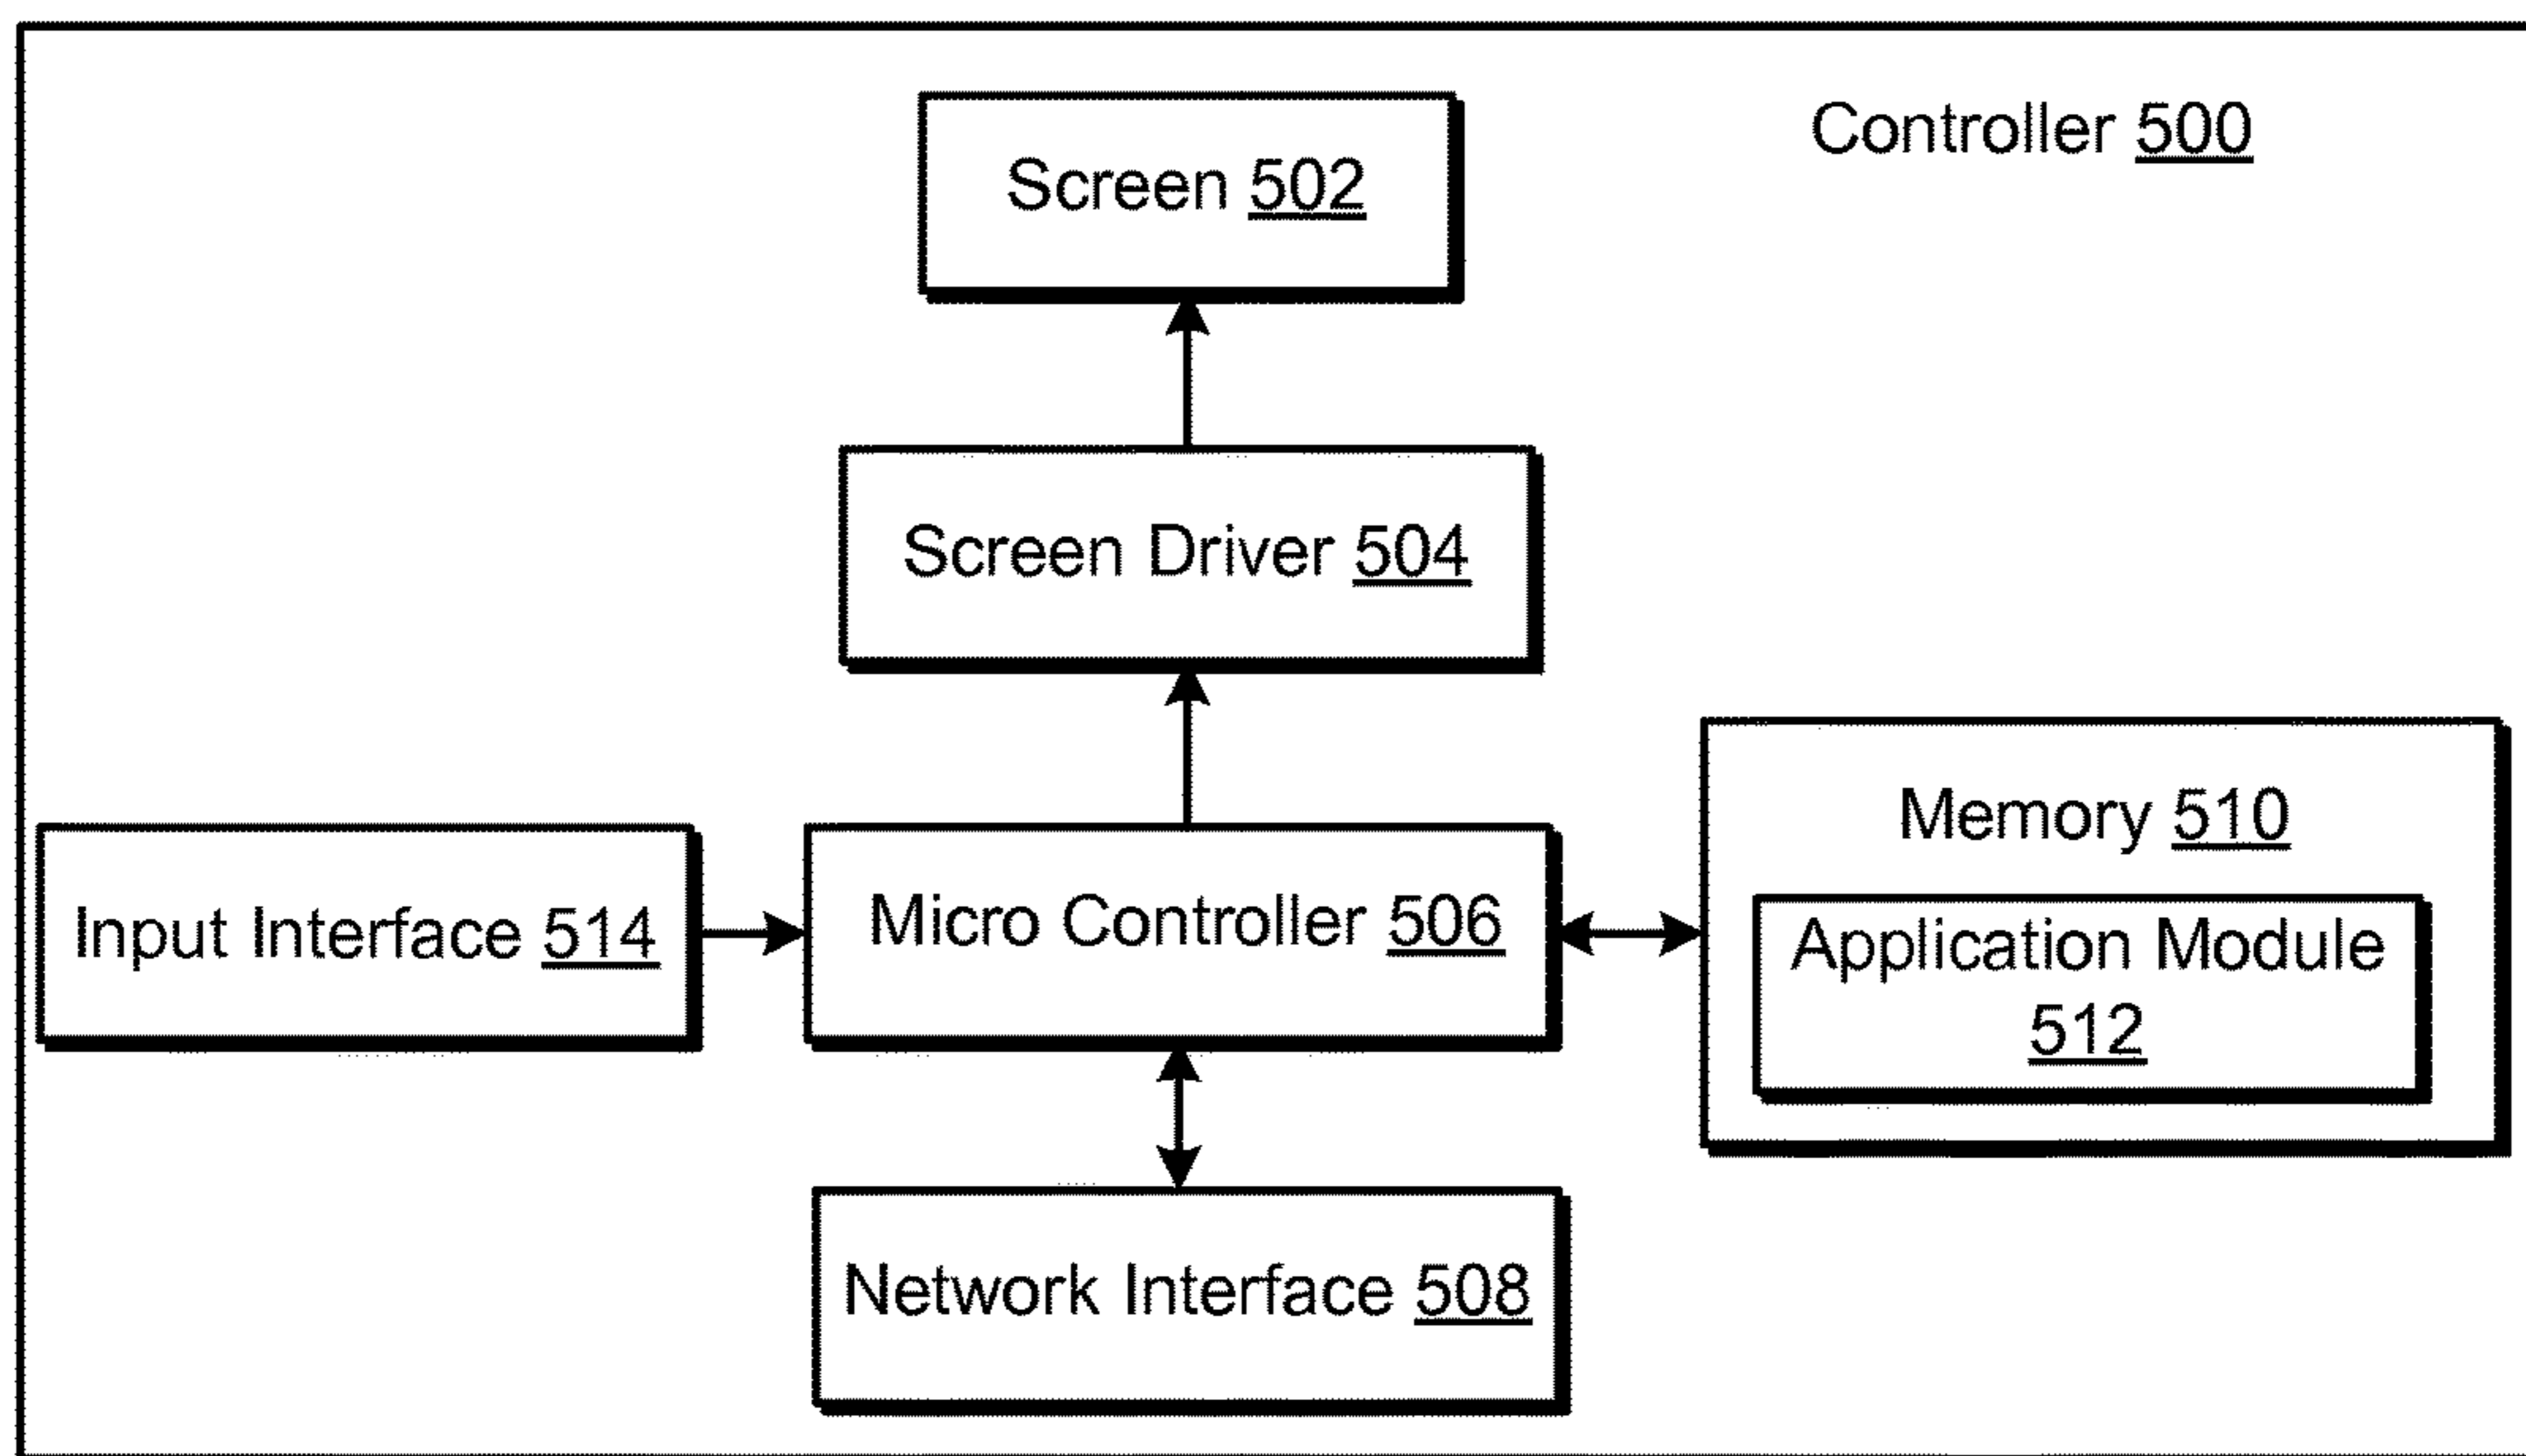 Controller 500
Screen 502
Screen Driver 504
Memory 510
Input Interface 514
Micro Controller 506
Application Module
512
Network Interface 508